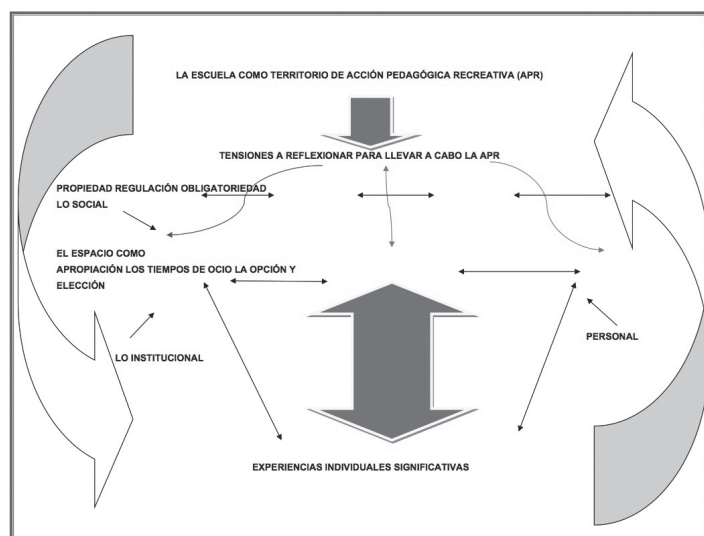 LA ESCUELA COMO TERRITORIO DE ACCIÓN PEDAGÓGICA RECREATIVA (APR)
TENSIONES A REFLEXIONAR PARA LLEVAR A CABO LA APR
PROPIEDAD REGULACIÓN OBLIGATORIEDAD
LO SOCIAL
EL ESPACIO COMO
APROPIACIÓN LOS TIEMPOS DE OCIO LA OPCIÓN Y
ELECCIÓN
LO INSTITUCIONAL
PERSONAL
EXPERIENCIAS INDIVIDUALES SIGNIFICATIVAS